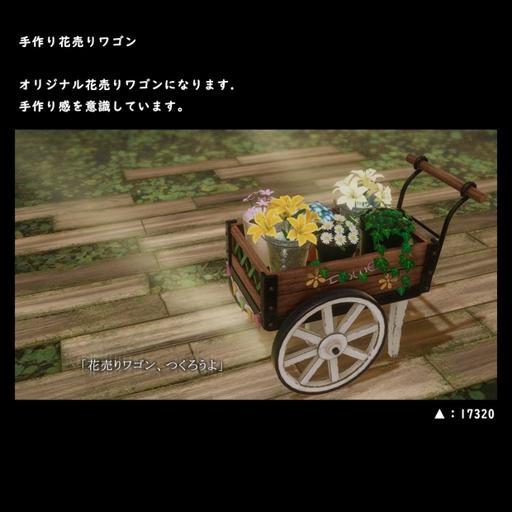 手作り花売りワゴン
オリジナル花売りワゴンになります.
手作り感を意識しています。
「花売りワゴン、つくろうよ」
▲：17320